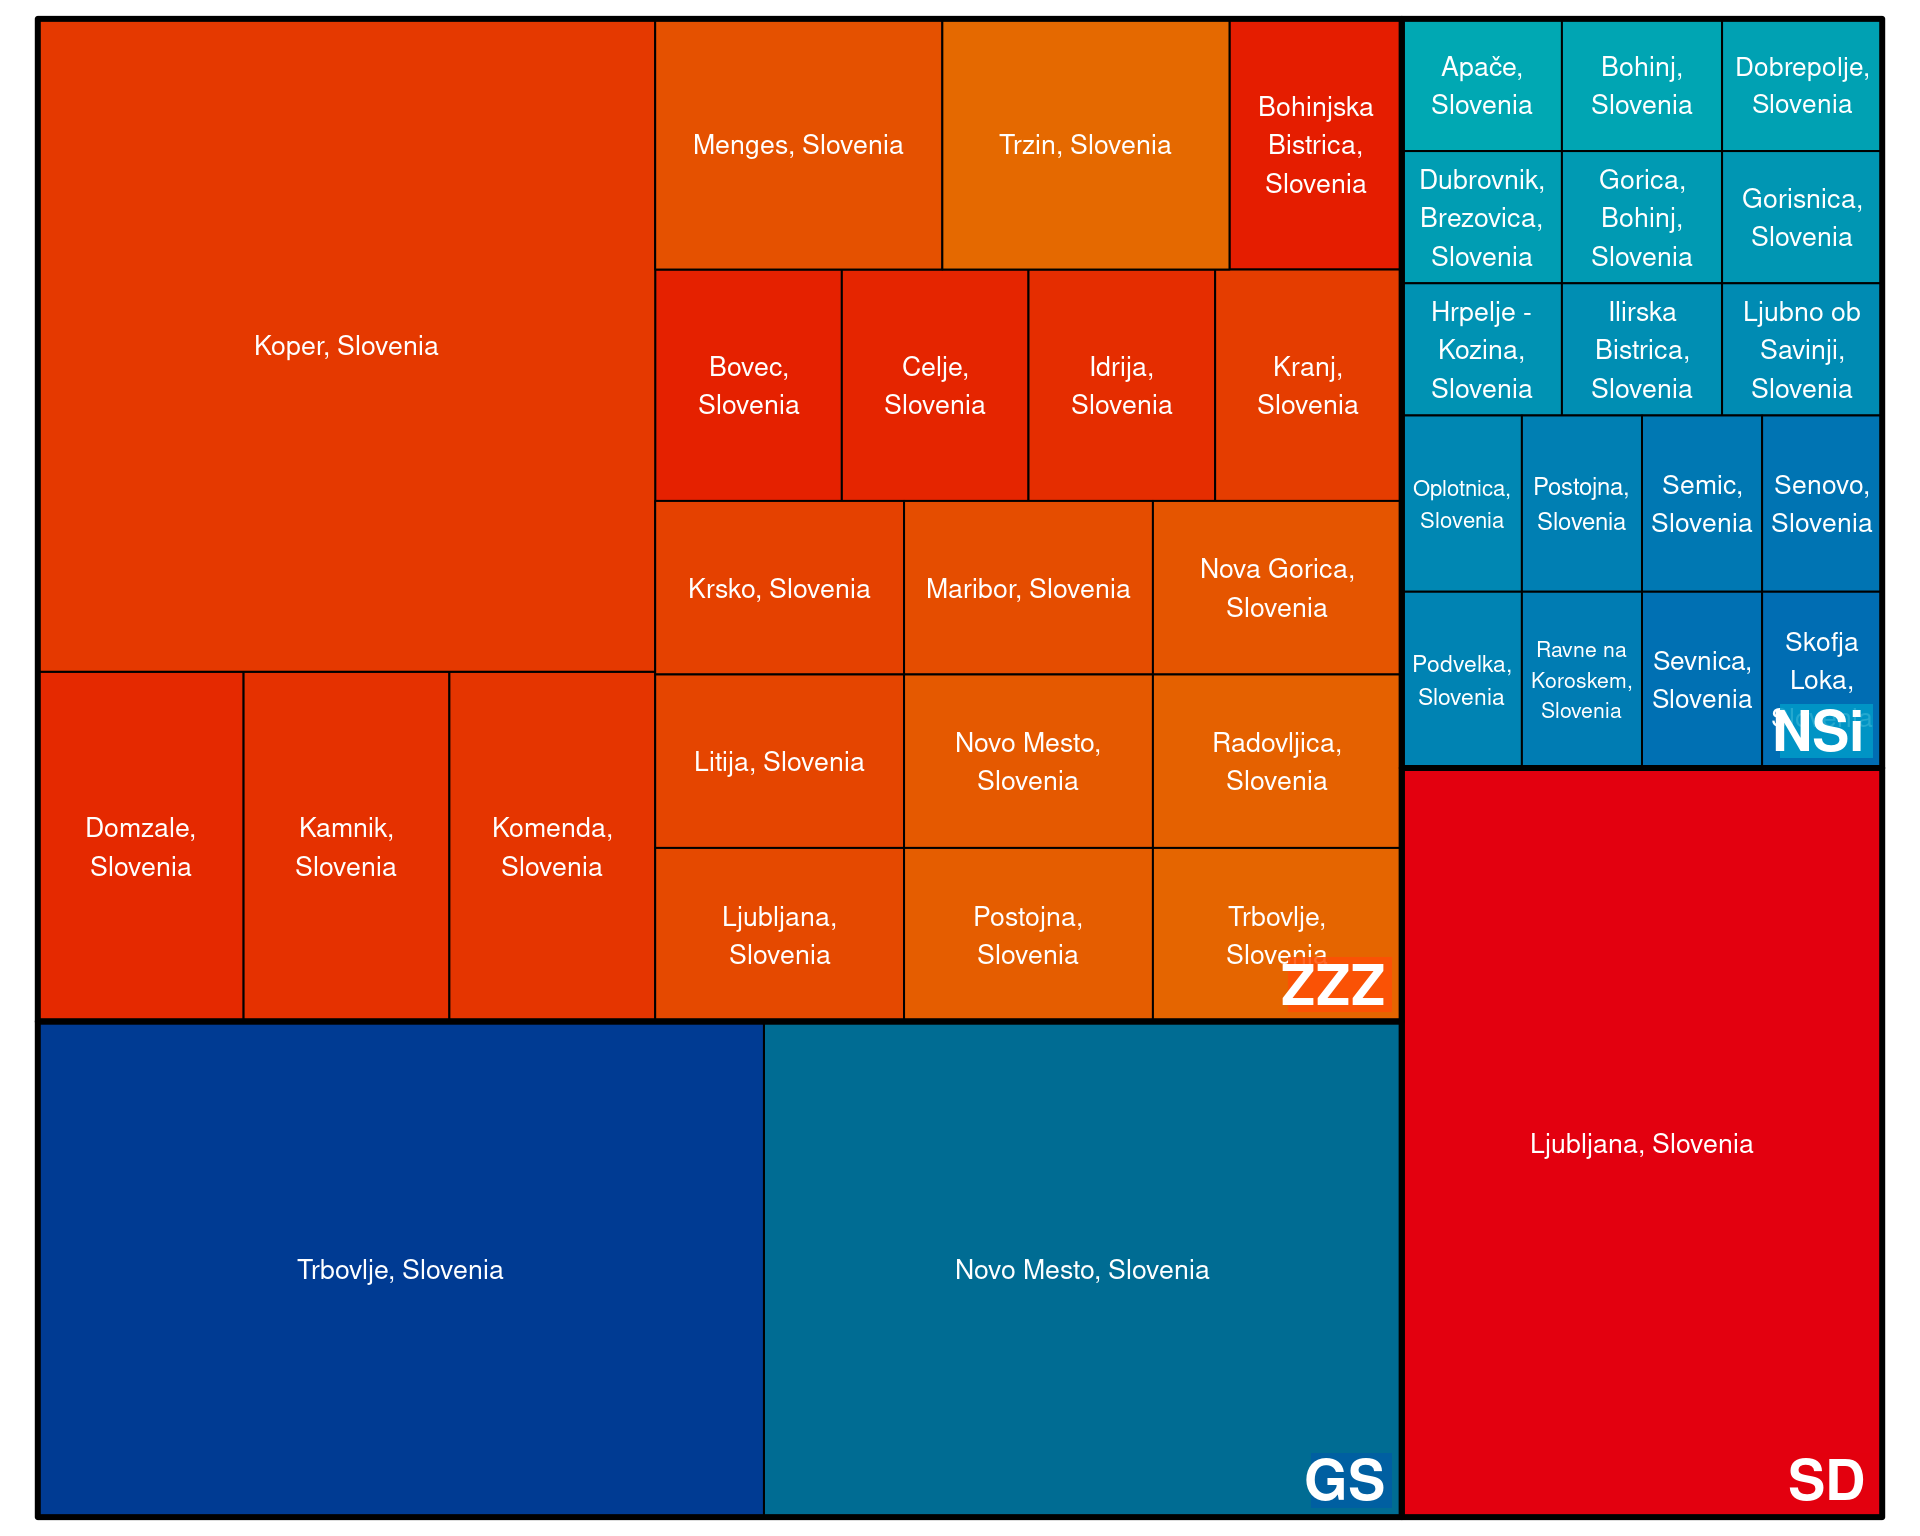 Koper, Slovenia
Menges, Slovenia
Trzin, Slovenia
Bohinjska
Bistrica,
Slovenia
Bovec,
Slovenia
Celje,
Slovenia
Idrija,
Slovenia
Kranj,
Slovenia
Krsko, Slovenia
Maribor, Slovenia
Nova Gorica,
Slovenia
Litija, Slovenia
Novo Mesto,
Slovenia
Radovljica,
Slovenia
Domzale,
Slovenia
Kamnik,
Slovenia
Komenda,
Slovenia
Ljubljana,
Slovenia
Postojna,
Slovenia
Trbovlje,
Slovenia
ZZZ
Apače,
Slovenia
Bohinj,
Slovenia
Dobrepolje,
Slovenia
Dubrovnik,
Brezovica,
Slovenia
Gorica,
Bohinj,
Slovenia
Gorisnica,
Slovenia
Hrpelje -
Kozina,
Slovenia
Ilirska
Bistrica,
Slovenia
Ljubno ob
Savinji,
Slovenia
Oplotnica,
Slovenia
Postojna,
Slovenia
Semic,
Slovenia
Senovo,
Slovenia
Podvelka,
Slovenia
Ravne na
Koroskem,
Slovenia
Sevnica,
Slovenia
Skofja
Loka,
NSi
Trbovlje, Slovenia
Novo Mesto, Slovenia
GS
Ljubljana, Slovenia
SD